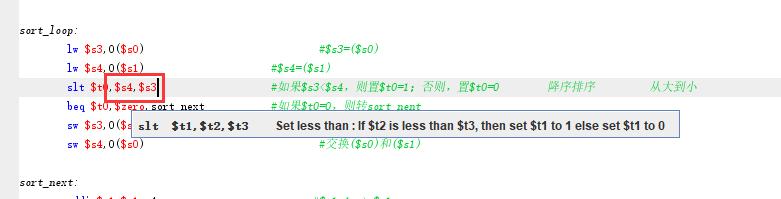 sort_loop:
lw $s3,0($s0) #$s3=($s0)
lw $s4,0($s1) #$s4=($s1)
slt $t0,$s4,$s3 #如果$s3<$s4，则置$t0=1；否则，置$t0=0 降序排序 从大到小
beq $t0,$zero,sort_next #如果$t0=0，则转sort_nent
sw $s3,0($s
slt $t1,$t2,$t3 Set less than : If $t2 is less than $t3, then set $t1 to 1 else set $t1 to 0
sw $s4,0($s0) #交换($s0)和($s1)
sort_next: